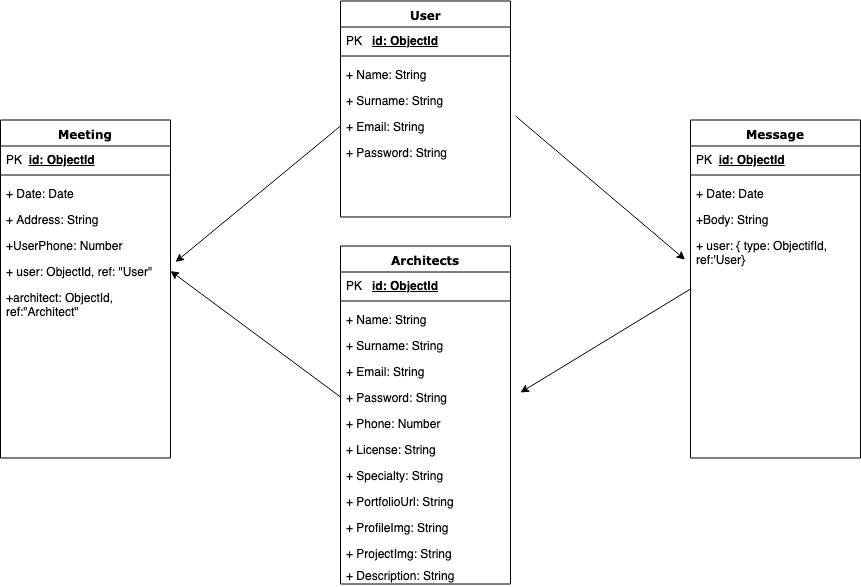 User
PK id: ObjectId
+ Name: String
+ Surname: String
+ Email: String
+ Password: String
Meeting
PK id: ObjectId
+ Date: Date
+ Address: String
+UserPhone: Number
+ user: ObjectId, ref: "User"
+architect: ObjectId,
ref:"Architect"
Architects
PK id: ObjectId
+ Name: String
+ Surname: String
+ Email: String
+ Password: String
+ Phone: Number
+ License: String
+ Specialty: String
+ PortfolioUrl: String
+ ProfileImg: String
+ ProjectImg: String
+ Description: String
Message
PK id: ObjectId
+ Date: Date
+Body: String
+ user: { type: ObjectifId,
ref:'User}